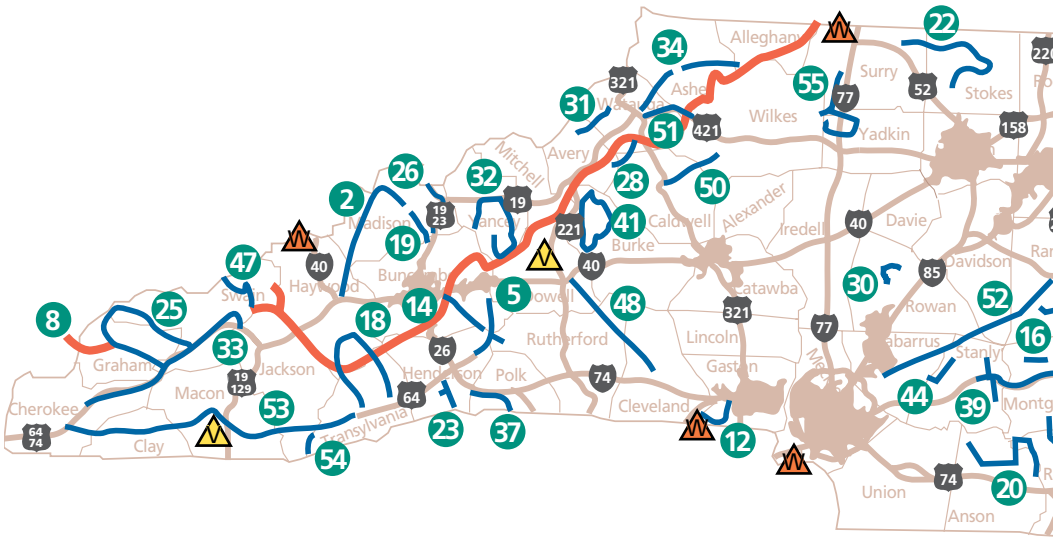 22
34
Alleghany
W
220
321
Ashe
Surry
52
55
77
Stokes
31
Watauga
Wilkes
158
51
421
Yadkin
Mitchell
Avery
26
32
28
50
2
19
19
23
Alexander
Madison
Yancey
221
41
Caldwell
Davie
40
19
Iredell
W
Burke
V
40
47
40
Davidson
Haywood
85
30
Swain
14
5
Catawba
Rowan
25
52
8
18
48
321
77
16
33
26
Rutherford
Lincoln
Stanly
Graham
Jackson
Henderson
Polk
Gaston
19
129
74
44
Macon
64
39
Cherokee
53
Cleveland
Transylvania
23
37
W
12
64
74
V
Clay
54
W
74
20
Union
Anson